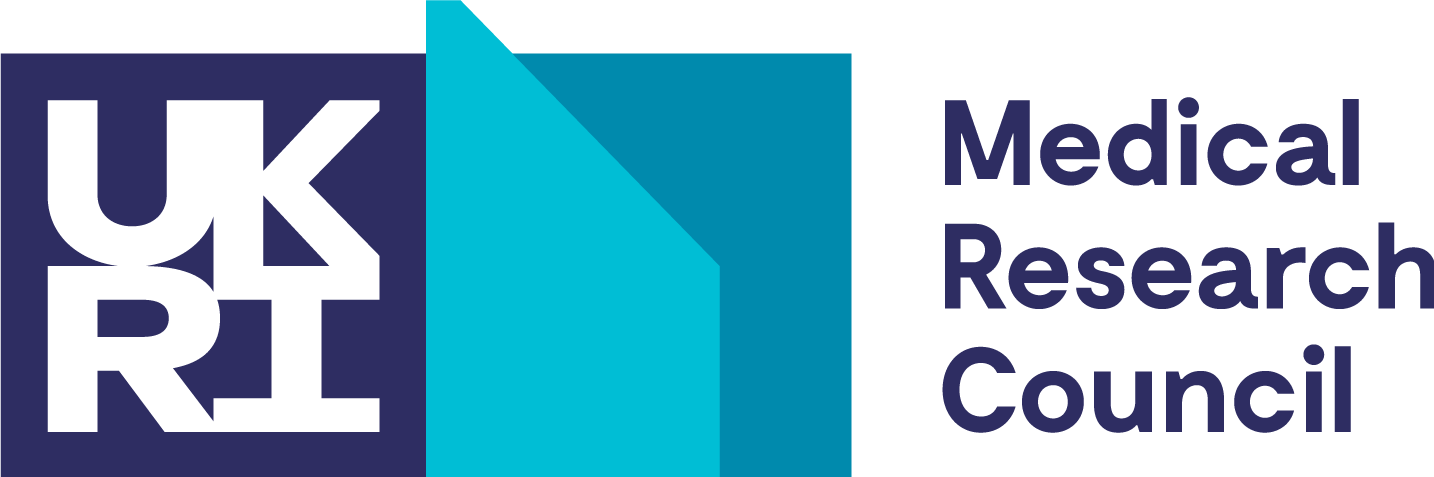 UK
RI
Medical
Research
Council